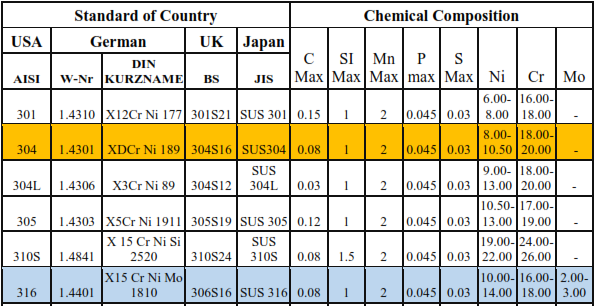 Standard of Country Chemical Composition
USA German UK Japan C Max SI Max Mn Max P max S Max Ni Cr Mo
AISI W-Nr DIN KURZNAME BS JIS
301 1.4310 X12Cr Ni 177 301S21 SUS 301 0.15 1 2 0.045 0.03 6.00-8.00 16.00-18.00 -
304 1.4301 XDCr Ni 189 304S16 SUS304 0.08 1 2 0.045 0.03 8.00-10.50 18.00-20.00 -
304L 1.4306 X3Cr Ni 89 304S12 SUS 304L 0.03 1 2 0.045 0.03 9.00-13.00 18.00-20.00 -
305 1.4303 X5Cr Ni 1911 305S19 SUS 305 0.12 1 2 0.045 0.03 10.50-13.00 17.00-19.00 -
310S 1.4841 X 15 Cr Ni Si 2520 310S24 SUS 310S 0.08 1.5 2 0.045 0.03 19.00-22.00 24.00-26.00 -
316 1.4401 X15 Cr Ni Mo 1810 306S16 SUS 316 0.08 1 2 0.045 0.03 10.00-14.00 16.00-18.00 2.00-3.00